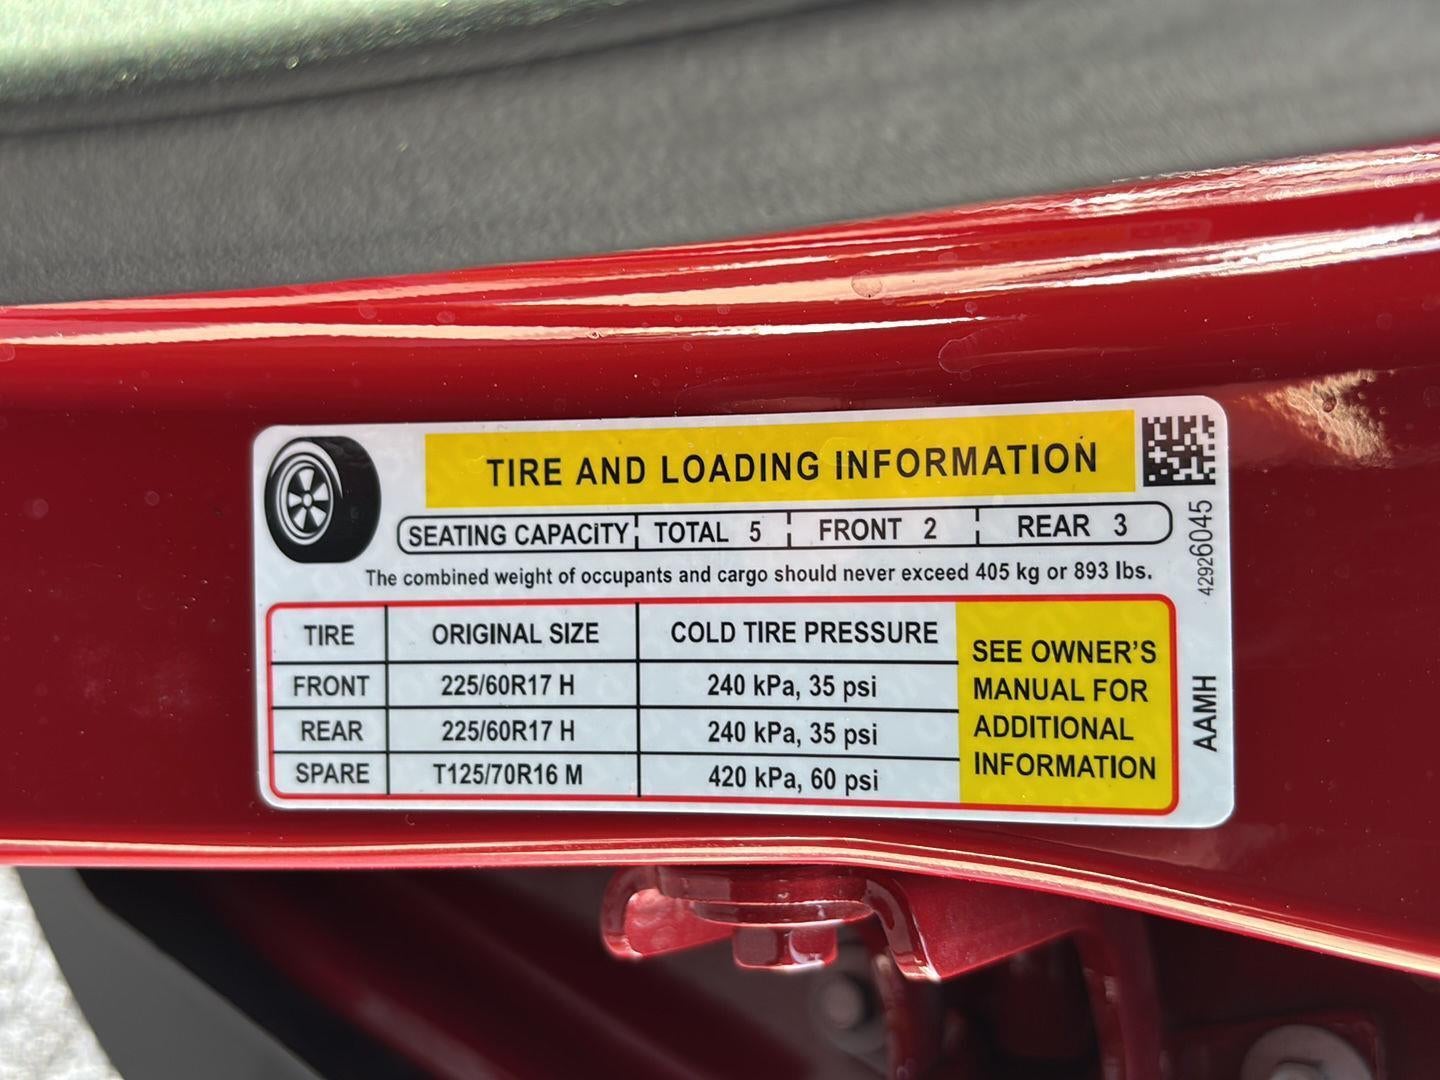 TIRE AND LOADING INFORMATION
SEATING CAPACITY TOTAL 5 FRONT 2 REAR 3
The combined weight of occupants and cargo should never exceed 405 kg or 893 lbs.
TIRE ORIGINAL SIZE COLD TIRE PRESSURE
FRONT 225/60R17 H 240 kPa, 35 psi
REAR 225/60R17 H 240 kPa, 35 psi
SPARE T125/70R16 M 420 kPa, 60 psi
SEE OWNER'S
MANUAL FOR
ADDITIONAL
INFORMATION
42926045
AAMH